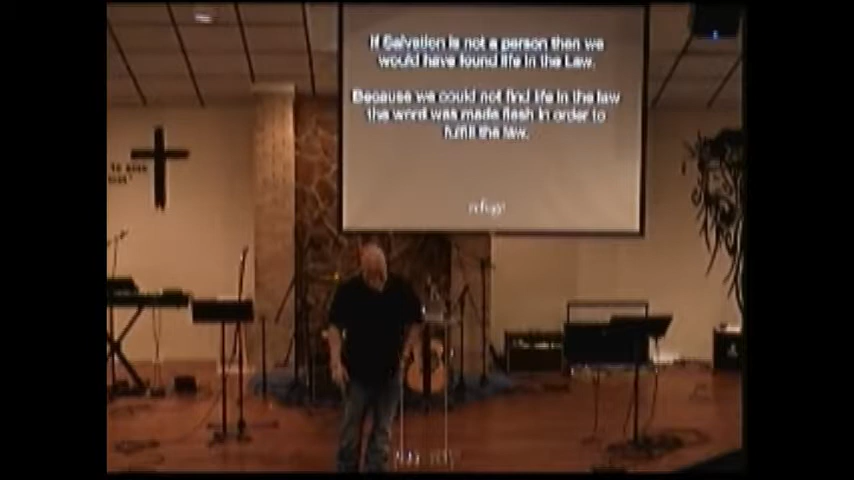 If Salvation is not a person then we
would have found life in the Law.
Because we could not find life in the law
the word was made flesh in order to
fulfill the law.
refuge